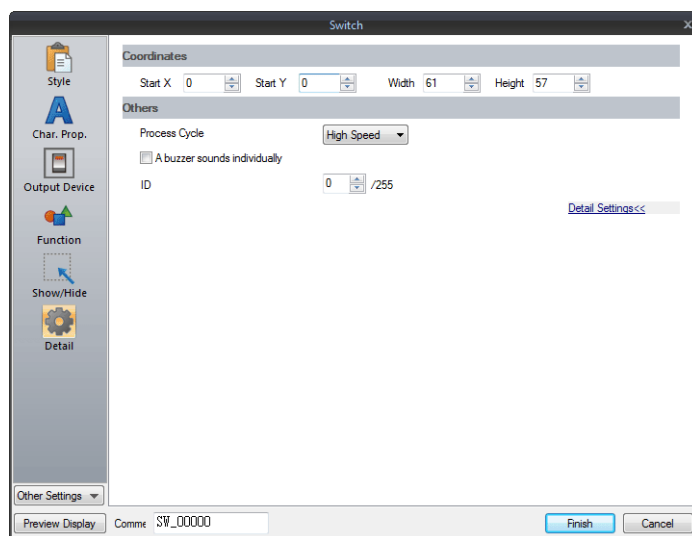 Switch
Style
Char. Prop.
Output Device
Function
Show/Hide
Detail
Other Settings
Preview Display
Coordinates
Start X 0 Start Y 0 Width 61 Height 57
Others
Process Cycle High Speed
A buzzer sounds individually
ID 0 /255
Detail Settings<<
Comme SW_00000
Finish Cancel